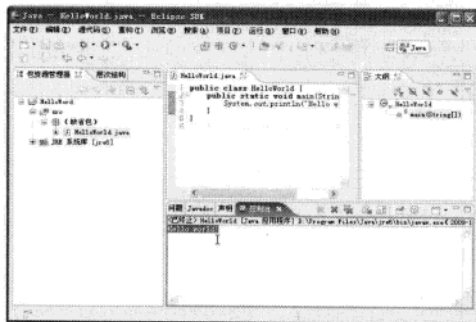 Java - HelloWorld.java - Eclipse SDK
文件(F) 编辑(E) 源代码(S) 重构(T) 浏览(N) 搜索(A) 项目(P) 运行(R) 窗口(W) 帮助(H)
Java
包资源管理器 层次结构
HelloWord
src
(缺省包)
HelloWorld.java
JRE 系统库 [jre6]
HelloWorld.java
public class HelloWorld {
public static void main(Strin
System.out.println("Hello w
}
}
大纲
HelloWorld
main(String[])
问题 Javadoc 声明 控制台
<已终止> HelloWorld [Java 应用程序] D:\Program Files\Java\jre6\bin\javaw.exe
Hello world